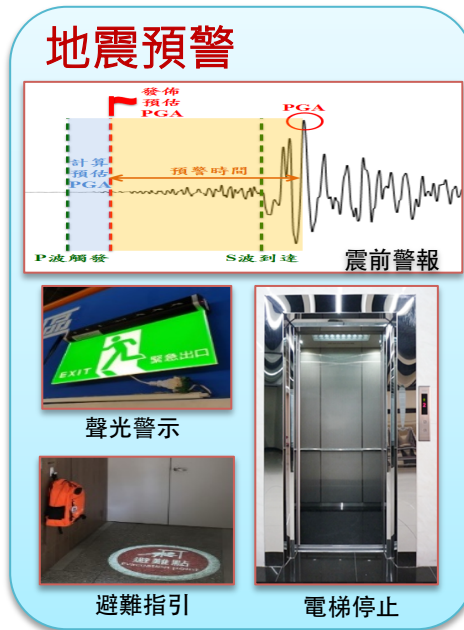 地震預警
發佈
預估
PGA
PGA
計算
預估
PGA
預警時間
P波觸發
S波到達
震前警報
區
EXIT
緊急出口
聲光警示
避難點
避難指引
電梯停止